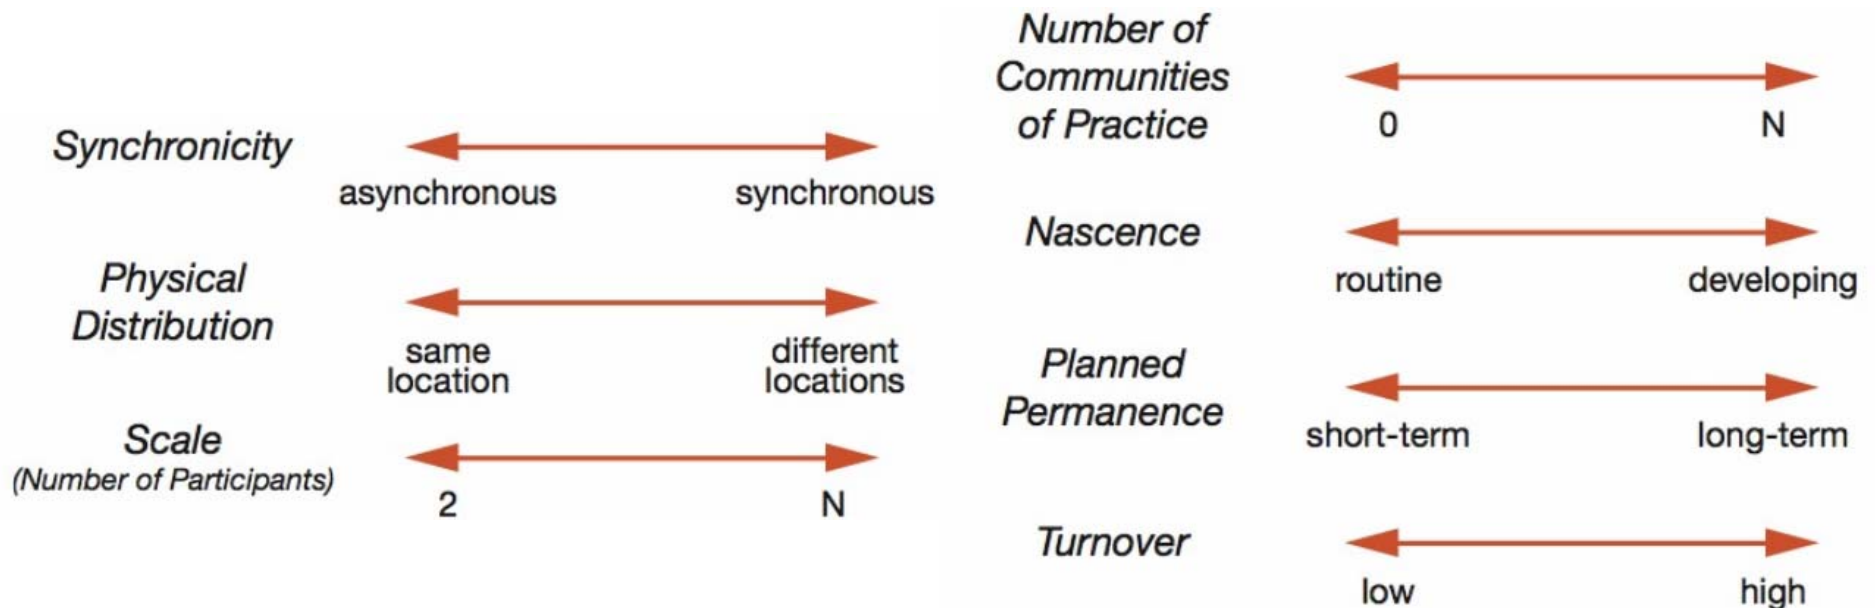 Synchronicity
asynchronous
synchronous
Physical
Distribution
same
location
different
locations
Scale
(Number of Participants)
2
N
Number of
Communities
of Practice
0
N
Nascence
routine
developing
Planned
Permanence
short-term
long-term
Turnover
low
high